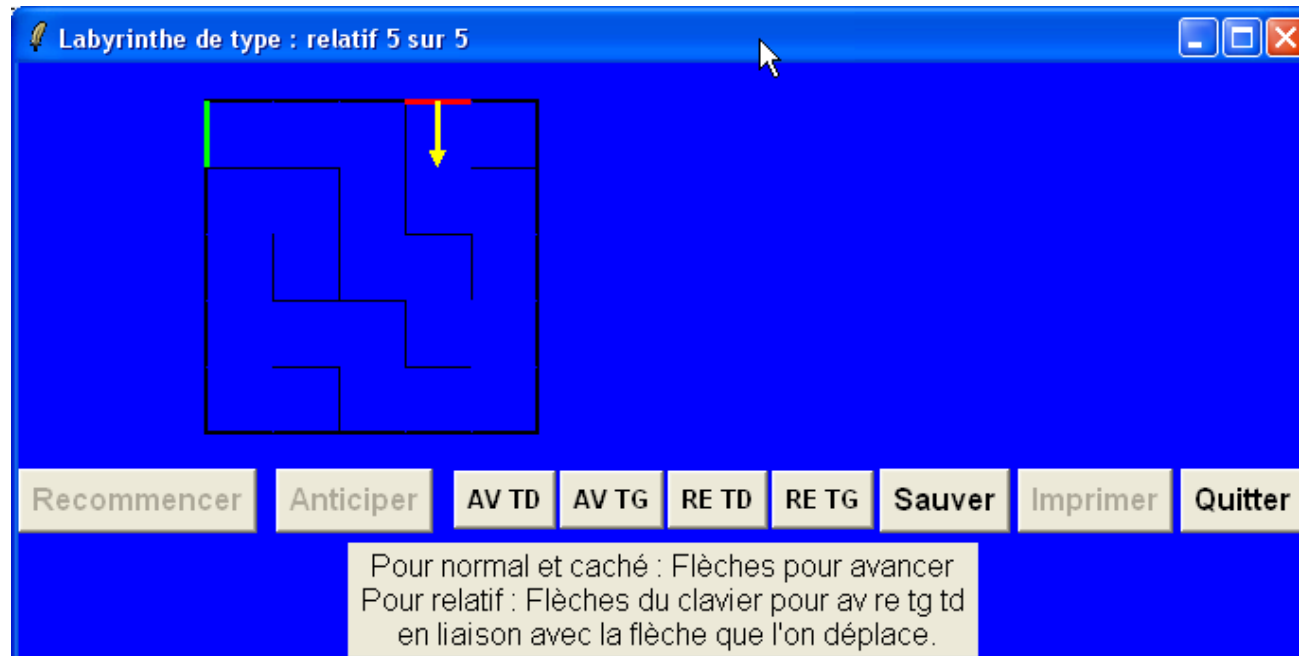 Labyrinthe de type : relatif 5 sur 5
Recommencer Anticiper AV TD AV TG RE TD RE TG Sauver Imprimer Quitter
Pour normal et caché : Flèches pour avancer
Pour relatif : Flèches du clavier pour av re tg td
en liaison avec la flèche que l'on déplace.